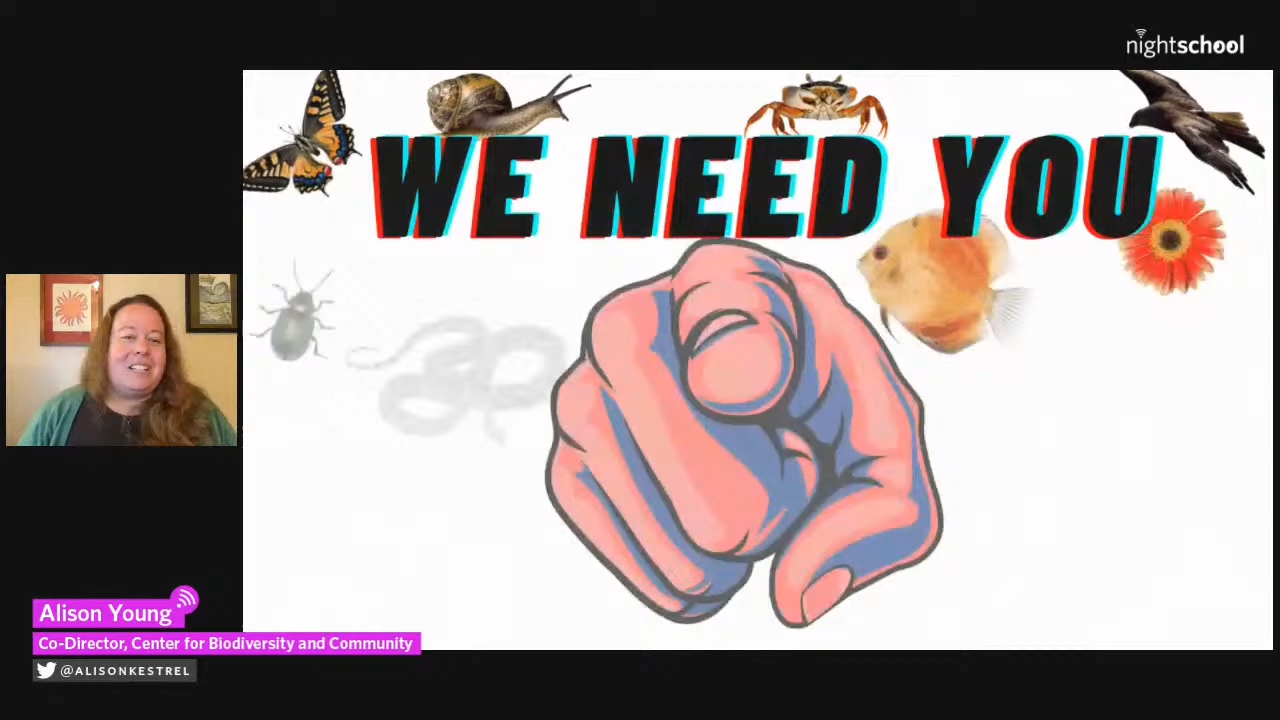 nightschool
WE NEED YOU
Alison Young
Co-Director, Center for Biodiversity and Community
@ALISONKESTREL